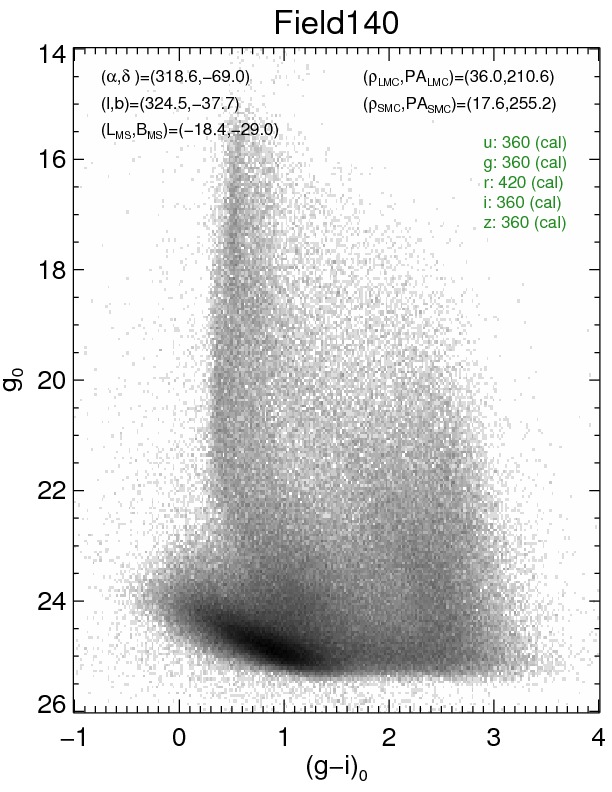 Field140
(α,δ )=(318.6,−69.0)
(ρLMC,PALMC)=(36.0,210.6)
(l,b)=(324.5,−37.7)
(ρSMC,PASMC)=(17.6,255.2)
(LMS,BMS)=(−18.4,−29.0)
u: 360 (cal)
g: 360 (cal)
r: 420 (cal)
i: 360 (cal)
z: 360 (cal)
14
16
18
20
22
24
26
g0
−1 0 1 2 3 4
(g−i)0